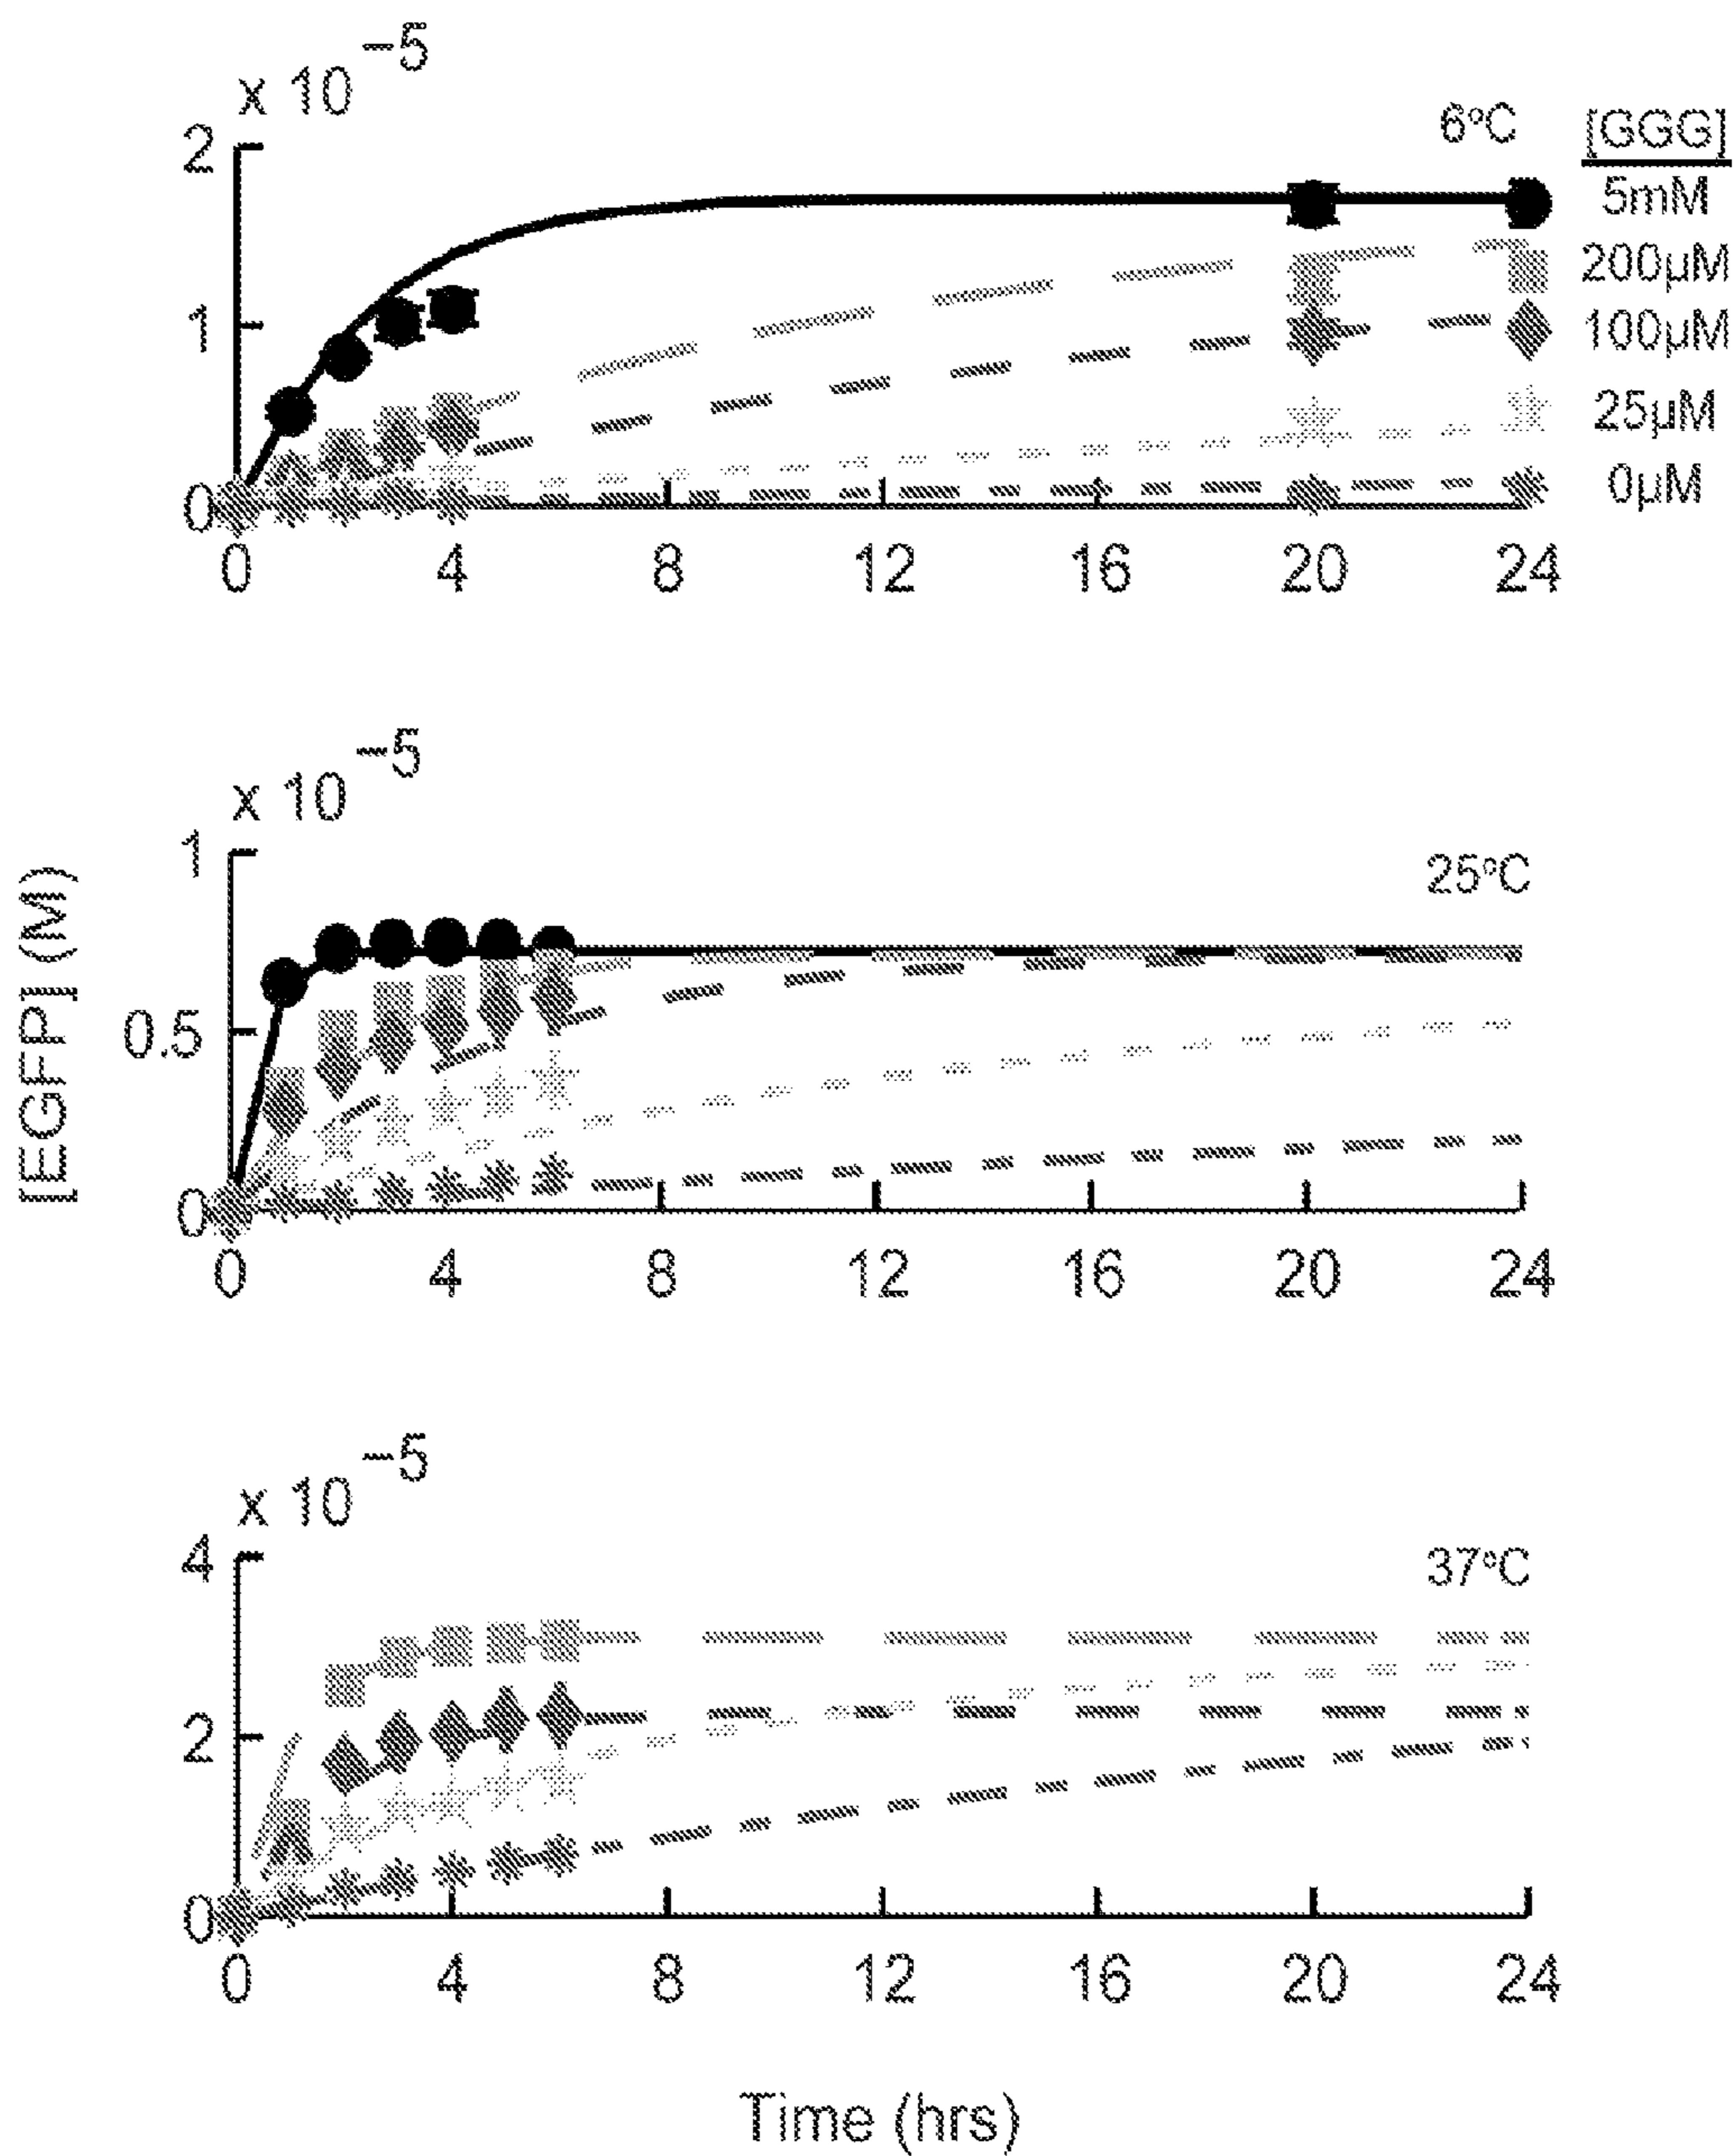 x 10 −5
6°C [GGG]
2
5mM
200µM
1
100µM
25µM
0µM
0
0 4 8 12 16 20 24
x 10 −5
1
25°C
[EGFP] (M)
0.5
0
0 4 8 12 16 20 24
x 10 −5
4
37°C
2
0
0 4 8 12 16 20 24
Time (hrs)